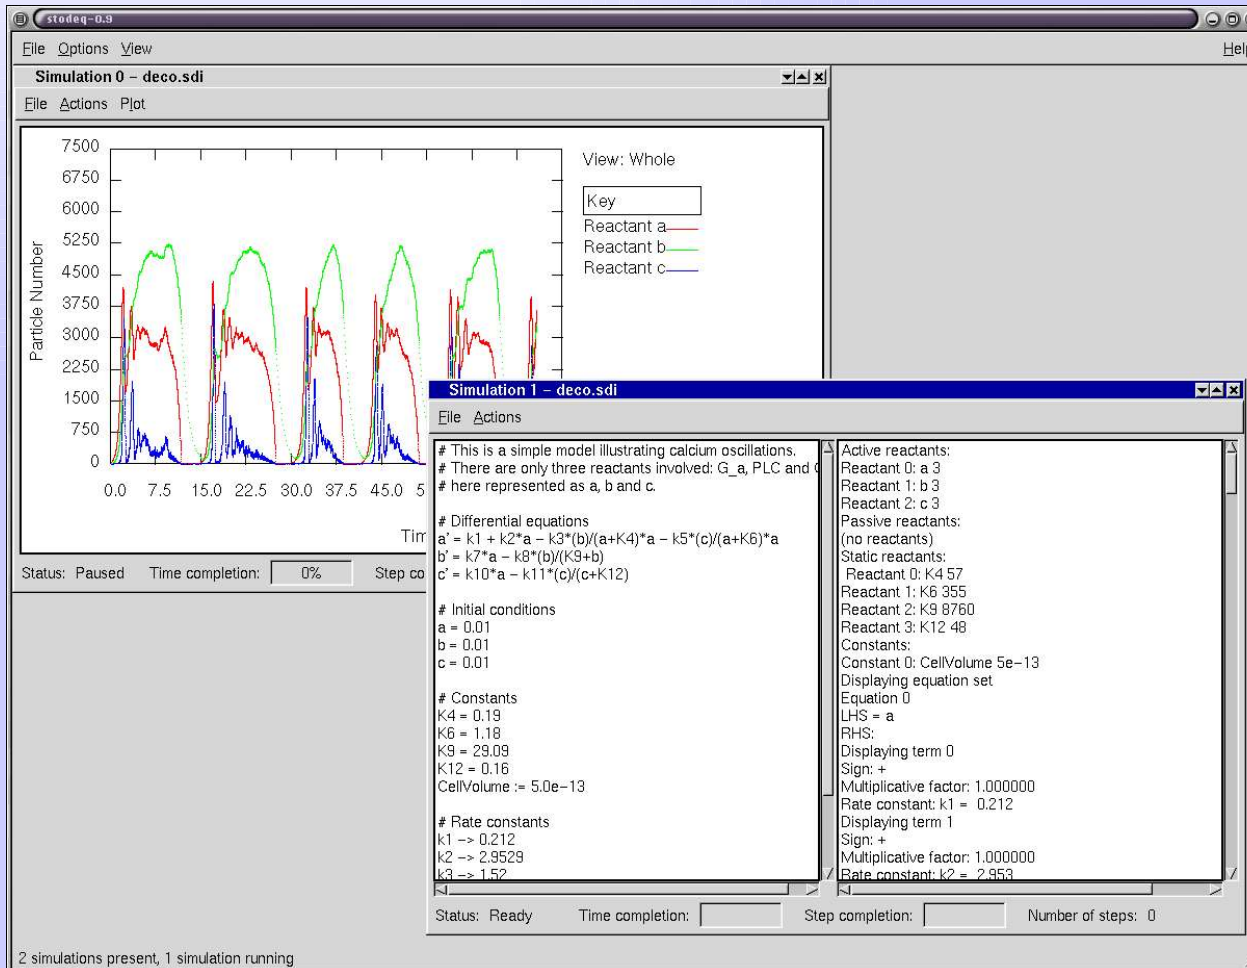 stodeq-0.9
File Options View Help
Simulation 0 – deco.sdi
File Actions Plot
7500
6750
6000
5250
4500
3750
3000
2250
1500
750
0
Particle Number
0.0 7.5 15.0 22.5 30.0 37.5 45.0
View: Whole
Key
Reactant a
Reactant b
Reactant c
Status: Paused Time completion: 0% Step co
Simulation 1 – deco.sdi
File Actions
# This is a simple model illustrating calcium oscillations.
# There are only three reactants involved: G_a, PLC and
# here represented as a, b and c.
# Differential equations
a' = k1 + k2*a – k3*(b)/(a+K4)*a – k5*(c)/(a+K6)*a
b' = k7*a – k8*(b)/(K9+b)
c' = k10*a – k11*(c)/(c+K12)
# Initial conditions
a = 0.01
b = 0.01
c = 0.01
# Constants
K4 = 0.19
K6 = 1.18
K9 = 29.09
K12 = 0.16
CellVolume := 5.0e–13
# Rate constants
k1 –> 0.212
k2 –> 2.9529
k3 –> 1.52
Active reactants:
Reactant 0: a 3
Reactant 1: b 3
Reactant 2: c 3
Passive reactants:
(no reactants)
Static reactants:
Reactant 0: K4 57
Reactant 1: K6 355
Reactant 2: K9 8760
Reactant 3: K12 48
Constants:
Constant 0: CellVolume 5e–13
Displaying equation set
Equation 0
LHS = a
RHS:
Displaying term 0
Sign: +
Multiplicative factor: 1.000000
Rate constant: k1 = 0.212
Displaying term 1
Sign: +
Multiplicative factor: 1.000000
Rate constant: k2 = 2.953
Status: Ready Time completion: Step completion: Number of steps: 0
2 simulations present, 1 simulation running